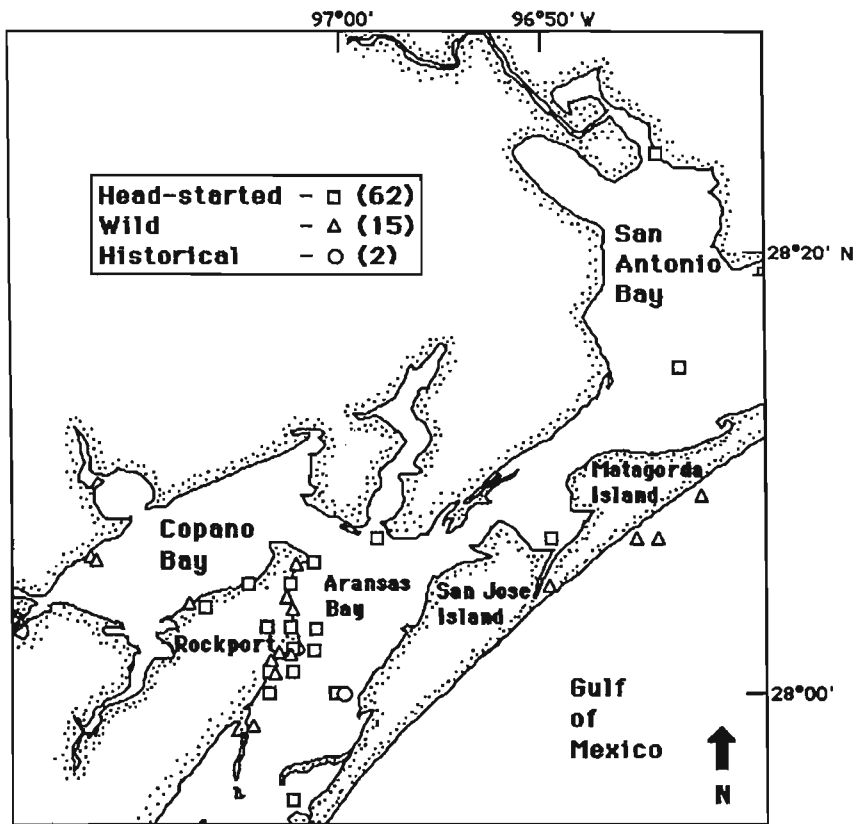 97°00'
96°50' W
Head-started - □ (62)
Wild - △ (15)
Historical - ○ (2)
San
Antonio
Bay
28°20' N
Matagorda
Island
Copano
Bay
Aransas
Bay
San Jose
Island
Rockport
Gulf
of
Mexico
28°00'
N